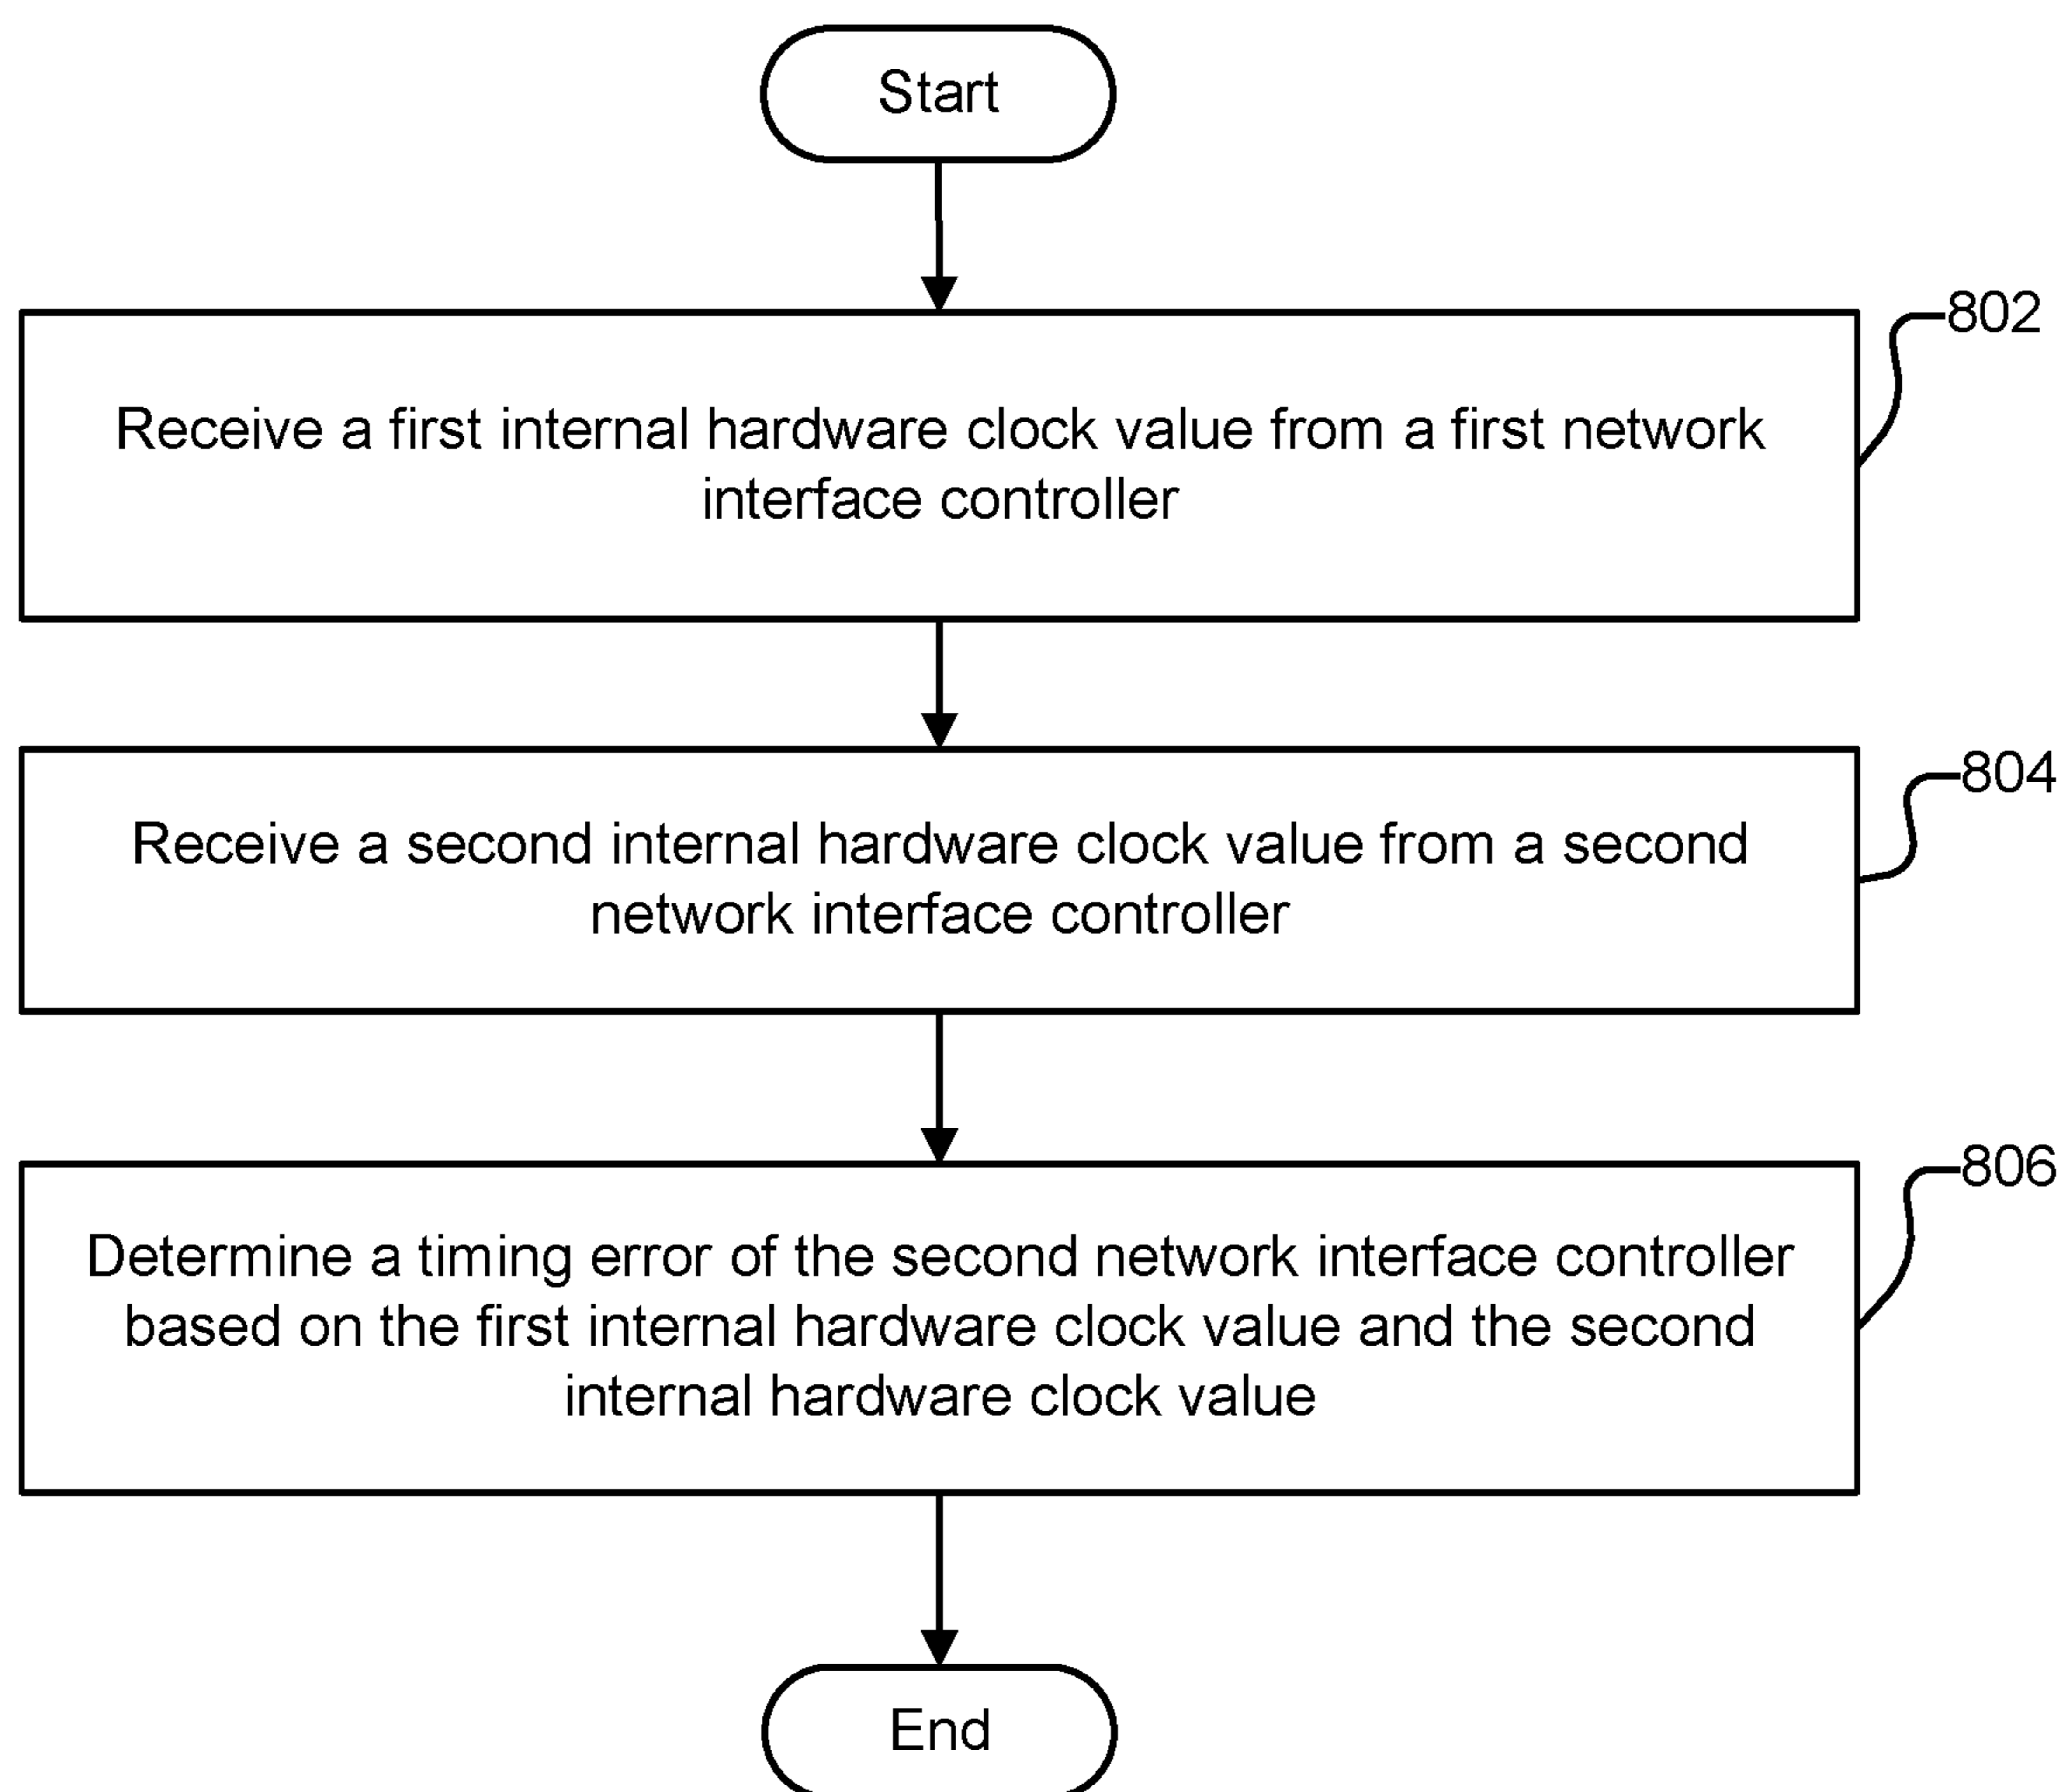 Start
802
Receive a first internal hardware clock value from a first network
interface controller
804
Receive a second internal hardware clock value from a second
network interface controller
806
Determine a timing error of the second network interface controller
based on the first internal hardware clock value and the second
internal hardware clock value
End